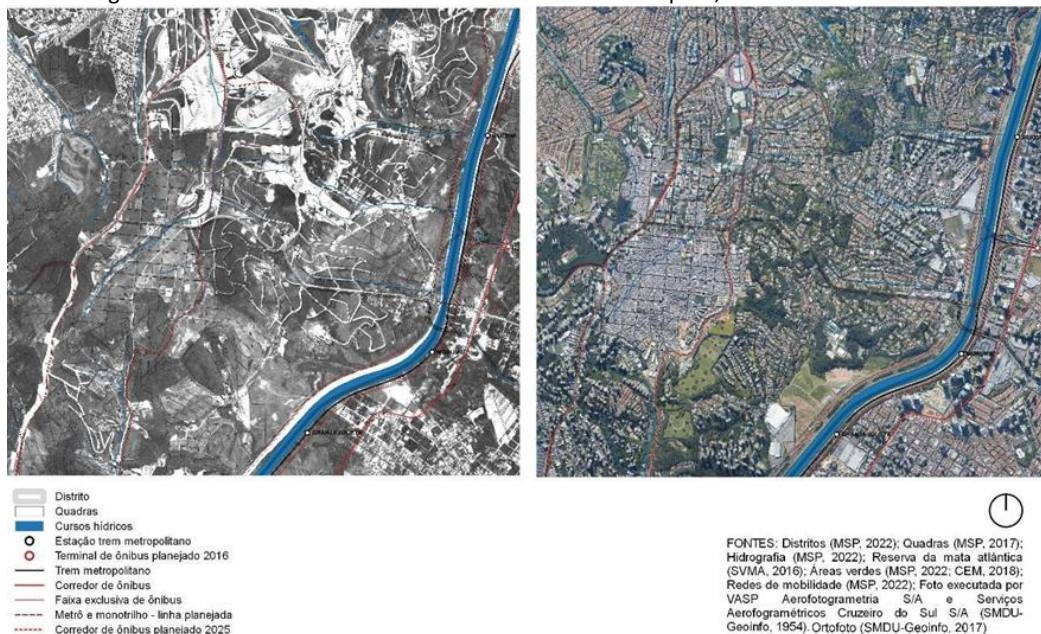 Distrito
Quadras
Cursos hídricos
Estação trem metropolitano
Terminal de ônibus planejado 2016
Trem metropolitano
Corredor de ônibus
Faixa exclusiva de ônibus
Metrô e monotrilho - linha planejada
Corredor de ônibus planejado 2025
FONTES: Distritos (MSP, 2022); Quadras (MSP, 2017);
Hidrografia (MSP, 2022); Reserva da mata atlântica
(SVMA, 2016); Áreas verdes (MSP, 2022; CEM, 2018);
Redes de mobilidade (MSP, 2022); Foto executada por
VASP Aerofotogrametria S/A e Serviços
Aerofogramétricos Cruzeiro do Sul S/A (SMDU-
Geoinfo, 1954). Ortofoto (SMDU-Geoinfo, 2017)